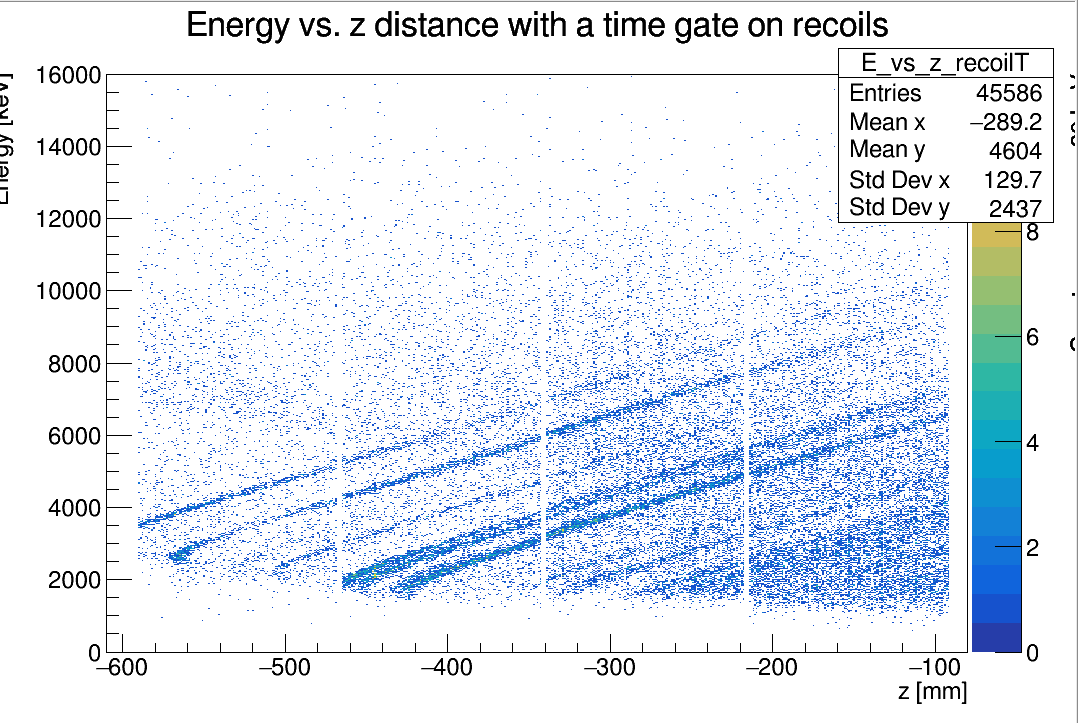 Energy vs. z distance with a time gate on recoils
E_vs_z_recoilT
Entries 45586
Mean x −289.2
Mean y 4604
Std Dev x 129.7
Std Dev y 2437
Energy [keV]
16000
14000
12000
10000
8000
6000
4000
2000
0
−600 −500 −400 −300 −200 −100
z [mm]
8
6
4
2
0